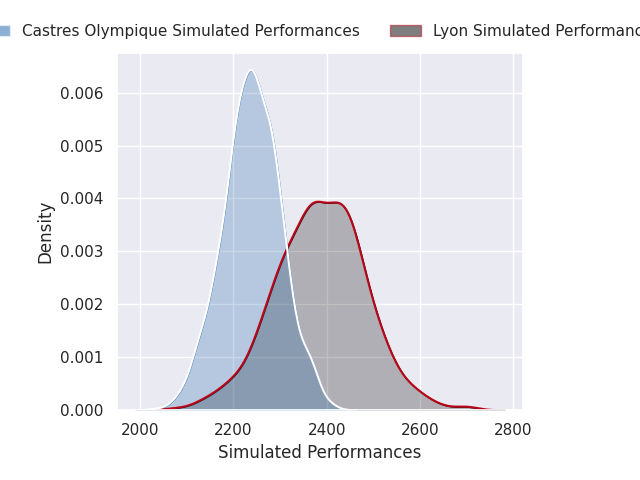 Castres Olympique Simulated Performances
Lyon Simulated Performanc
0.006
0.005
0.004
0.003
0.002
0.001
0.000
Density
2000 2200 2400 2600 2800
Simulated Performances